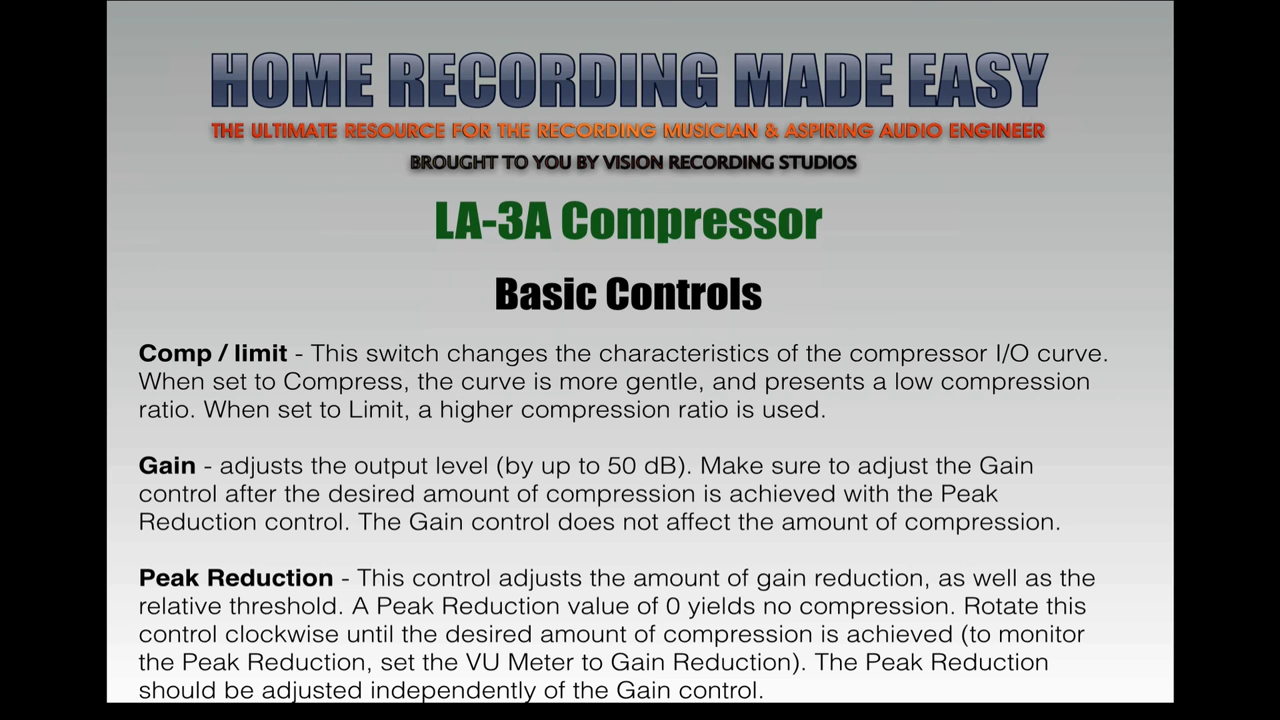 HOME RECORDING MADE EASY
THE ULTIMATE RESOURCE FOR THE RECORDING MUSICIAN & ASPIRING AUDIO ENGINEER
BROUGHT TO YOU BY VISION RECORDING STUDIOS
LA-3A Compressor
Basic Controls
Comp / limit - This switch changes the characteristics of the compressor I/O curve.
When set to Compress, the curve is more gentle, and presents a low compression
ratio. When set to Limit, a higher compression ratio is used.
Gain - adjusts the output level (by up to 50 dB). Make sure to adjust the Gain
control after the desired amount of compression is achieved with the Peak
Reduction control. The Gain control does not affect the amount of compression.
Peak Reduction - This control adjusts the amount of gain reduction, as well as the
relative threshold. A Peak Reduction value of 0 yields no compression. Rotate this
control clockwise until the desired amount of compression is achieved (to monitor
the Peak Reduction, set the VU Meter to Gain Reduction). The Peak Reduction
should be adjusted independently of the Gain control.